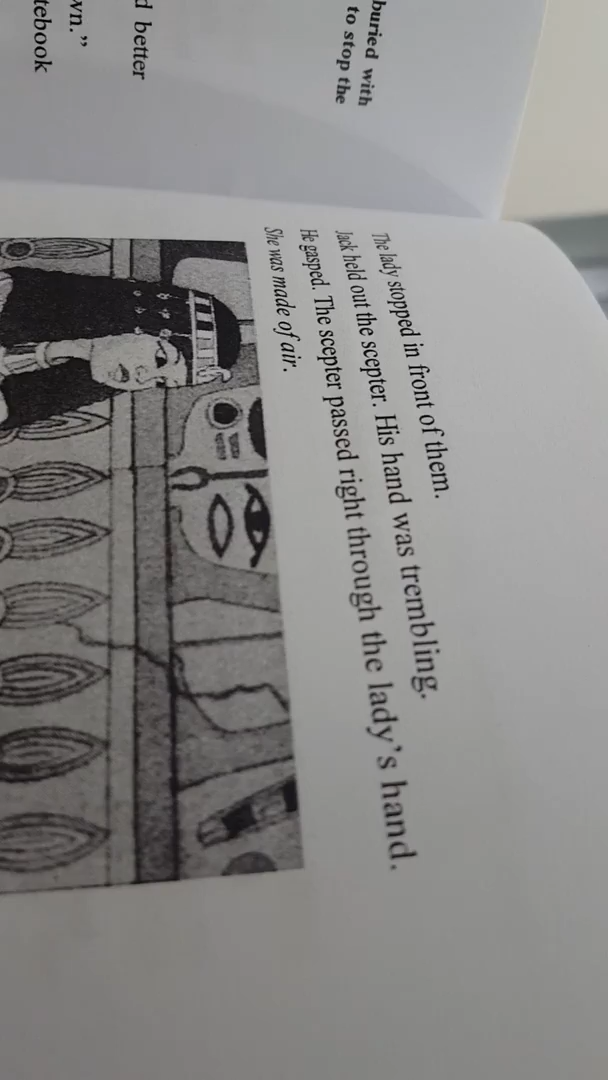 buried with
to stop the
d better
wn.”
tebook
The lady stopped in front of them.
Jack held out the scepter. His hand was trembling.
He gasped. The scepter passed right through the lady’s hand.
She was made of air.